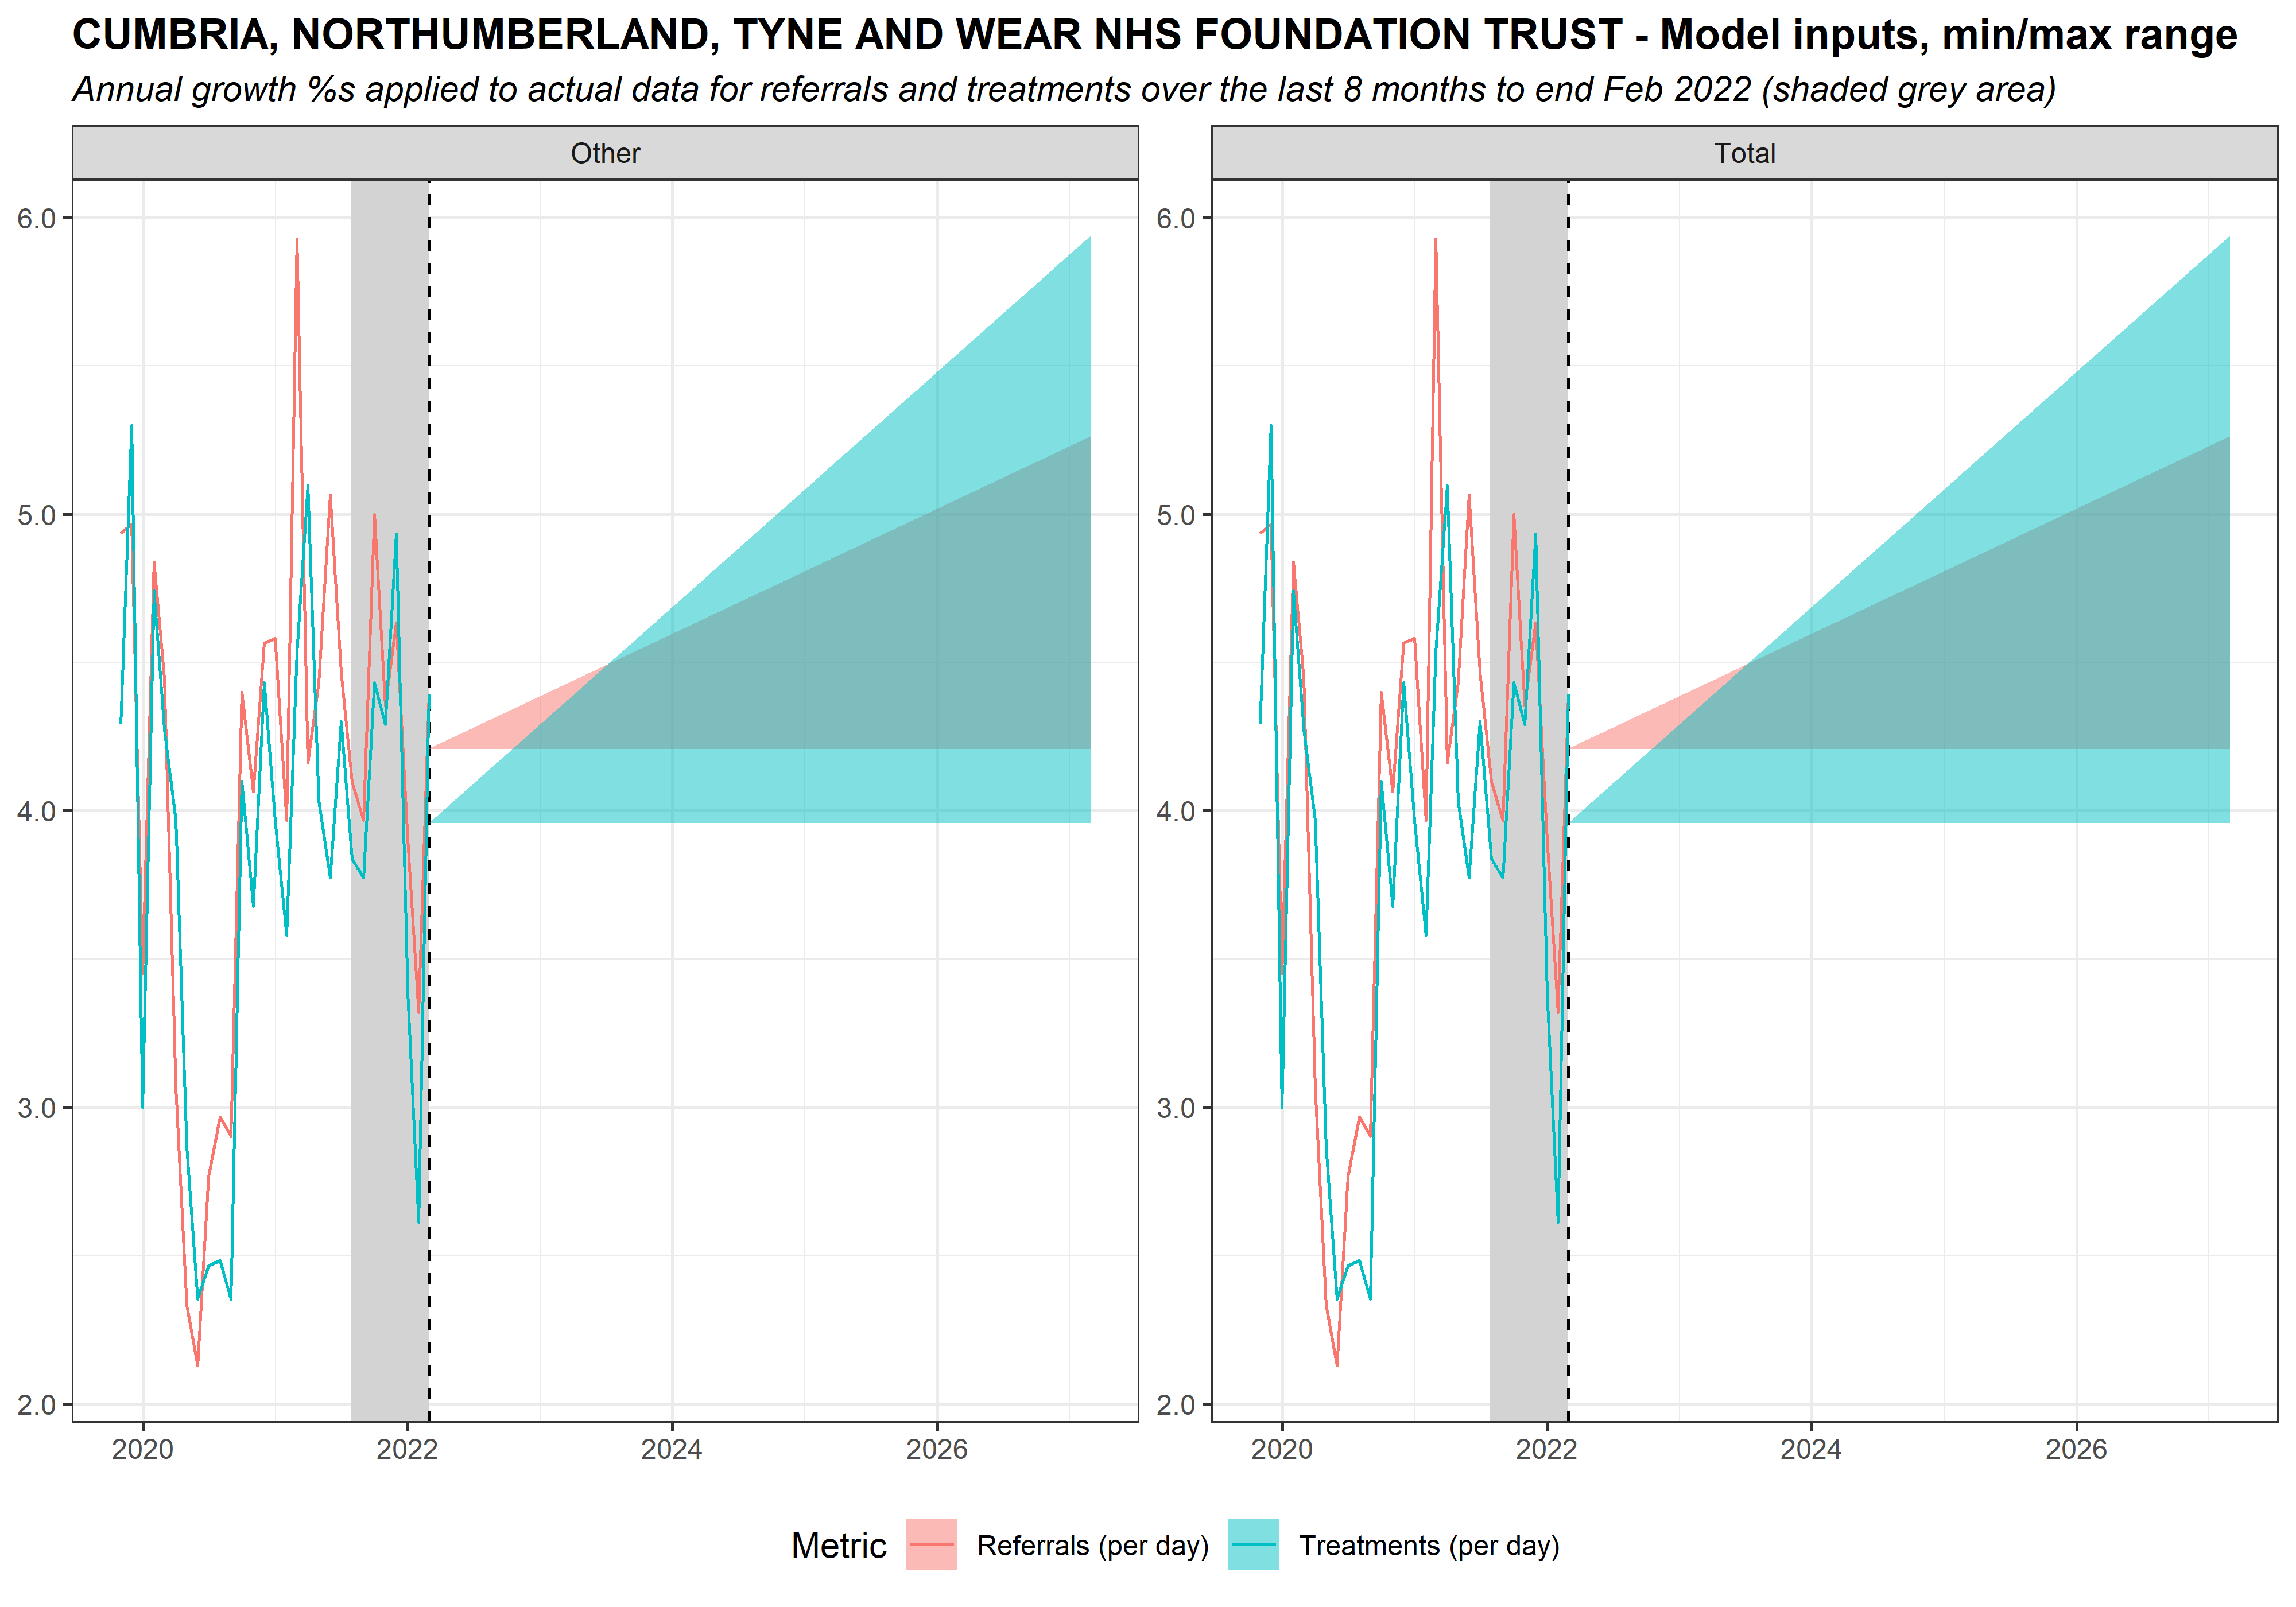 CUMBRIA, NORTHUMBERLAND, TYNE AND WEAR NHS FOUNDATION TRUST - Model inputs, min/max range
Annual growth %s applied to actual data for referrals and treatments over the last 8 months to end Feb 2022 (shaded grey area)
Other
6.0
5.0
4.0
3.0
2.0
2020 2022 2024 2026
Total
6.0
5.0
4.0
3.0
2.0
2020 2022 2024 2026
Metric Referrals (per day) Treatments (per day)